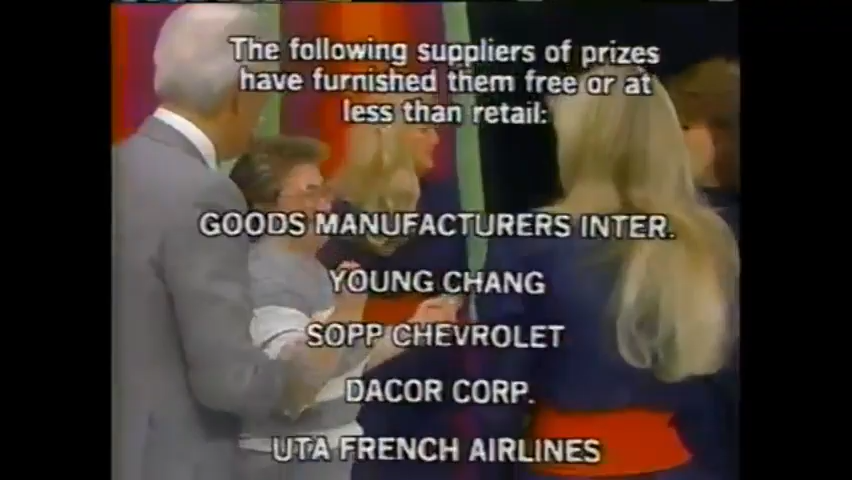 The following suppliers of prizes
have furnished them free or at
less than retail:
GOODS MANUFACTURERS INTER.
YOUNG CHANG
SOPP CHEVROLET
DACOR CORP.
UTA FRENCH AIRLINES